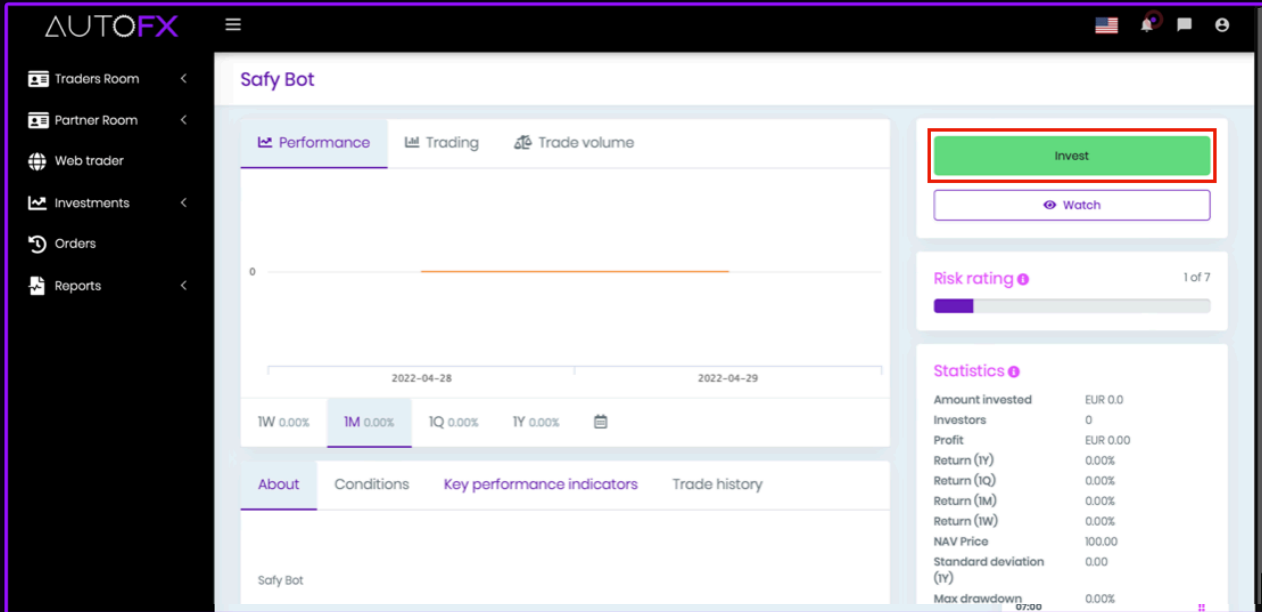 AUTOFX
Traders Room
Partner Room
Web trader
Investments
Orders
Reports
Safy Bot
Performance Trading Trade volume
0
2022-04-28 2022-04-29
1W 0.00% 1M 0.00% 1Q 0.00% 1Y 0.00%
About Conditions Key performance indicators Trade history
Safy Bot
Invest
Watch
Risk rating 1 of 7
Statistics
Amount invested EUR 0.0
Investors 0
Profit EUR 0.00
Return (1Y) 0.00%
Return (1Q) 0.00%
Return (1M) 0.00%
Return (1W) 0.00%
NAV Price 100.00
Standard deviation 0.00
(1Y)
Max drawdown 0.00%
07:00